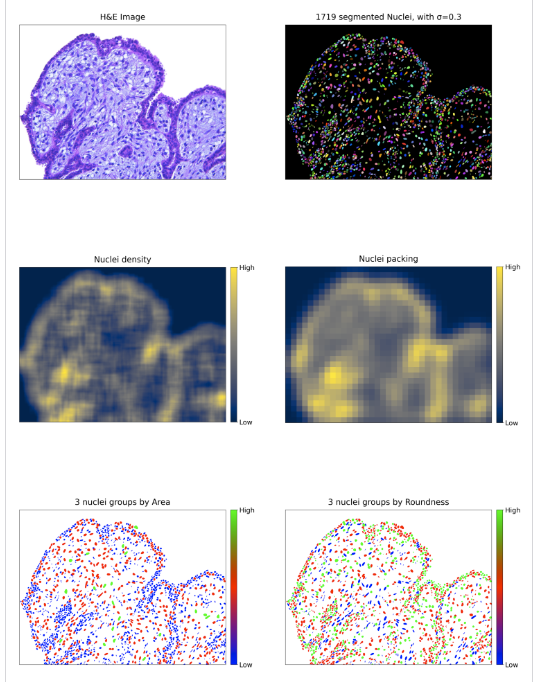 H&E Image
1719 segmented Nuclei, with σ=0.3
Nuclei density
High
Low
Nuclei packing
High
Low
3 nuclei groups by Area
High
Low
3 nuclei groups by Roundness
High
Low